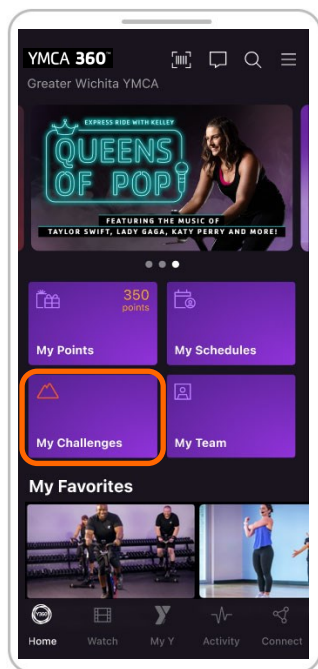 YMCA 360™
Greater Wichita YMCA
EXPRESS RIDE WITH KELLEY
QUEENS
OF POP
FEATURING THE MUSIC OF
TAYLOR SWIFT, LADY GAGA, KATY PERRY AND MORE!
350
points
My Points
My Schedules
My Challenges
My Team
My Favorites
Y360
Home Watch My Y Activity Connect